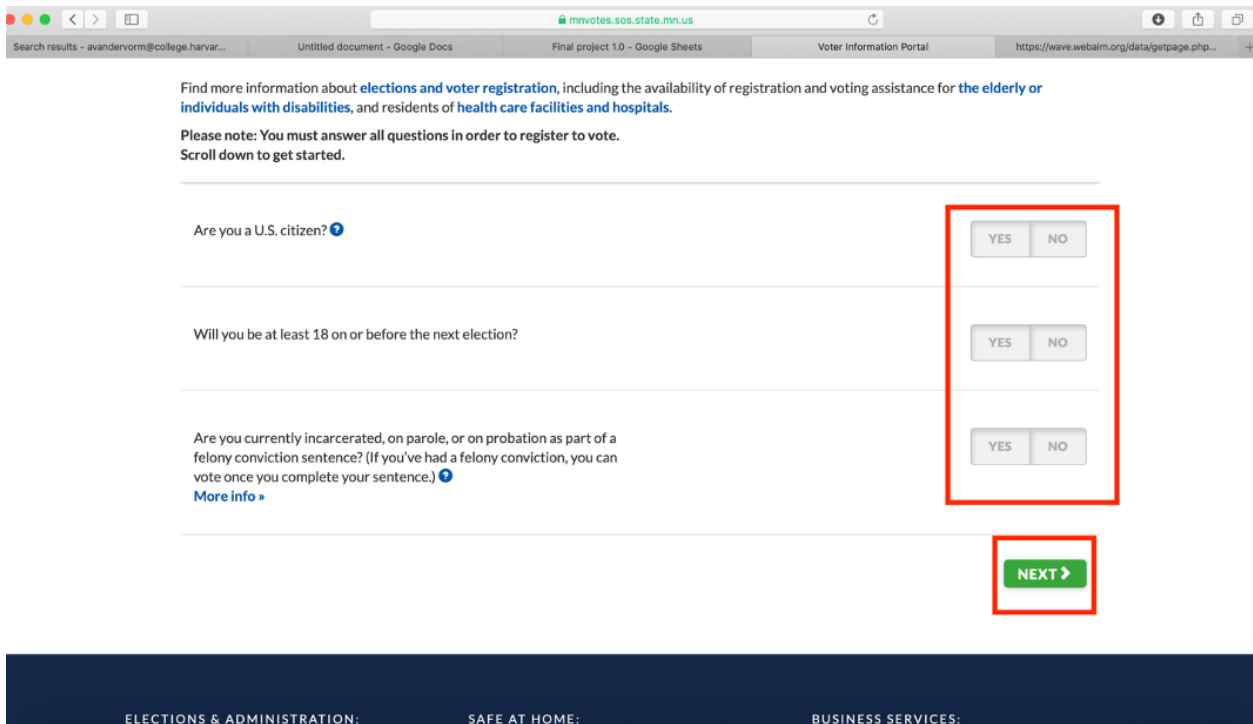 mnvotes.sos.state.mn.us
Search results - avandervorm@college.harvar... Untitled document - Google Docs Final project 1.0 - Google Sheets Voter Information Portal https://wave.webaim.org/data/getpage.php...
Find more information about elections and voter registration, including the availability of registration and voting assistance for the elderly or
individuals with disabilities, and residents of health care facilities and hospitals.
Please note: You must answer all questions in order to register to vote.
Scroll down to get started.
Are you a U.S. citizen? ?
YES NO
Will you be at least 18 on or before the next election?
YES NO
Are you currently incarcerated, on parole, or on probation as part of a
felony conviction sentence? (If you've had a felony conviction, you can
vote once you complete your sentence.) ?
More info »
YES NO
NEXT
ELECTIONS & ADMINISTRATION: SAFE AT HOME: BUSINESS SERVICES: